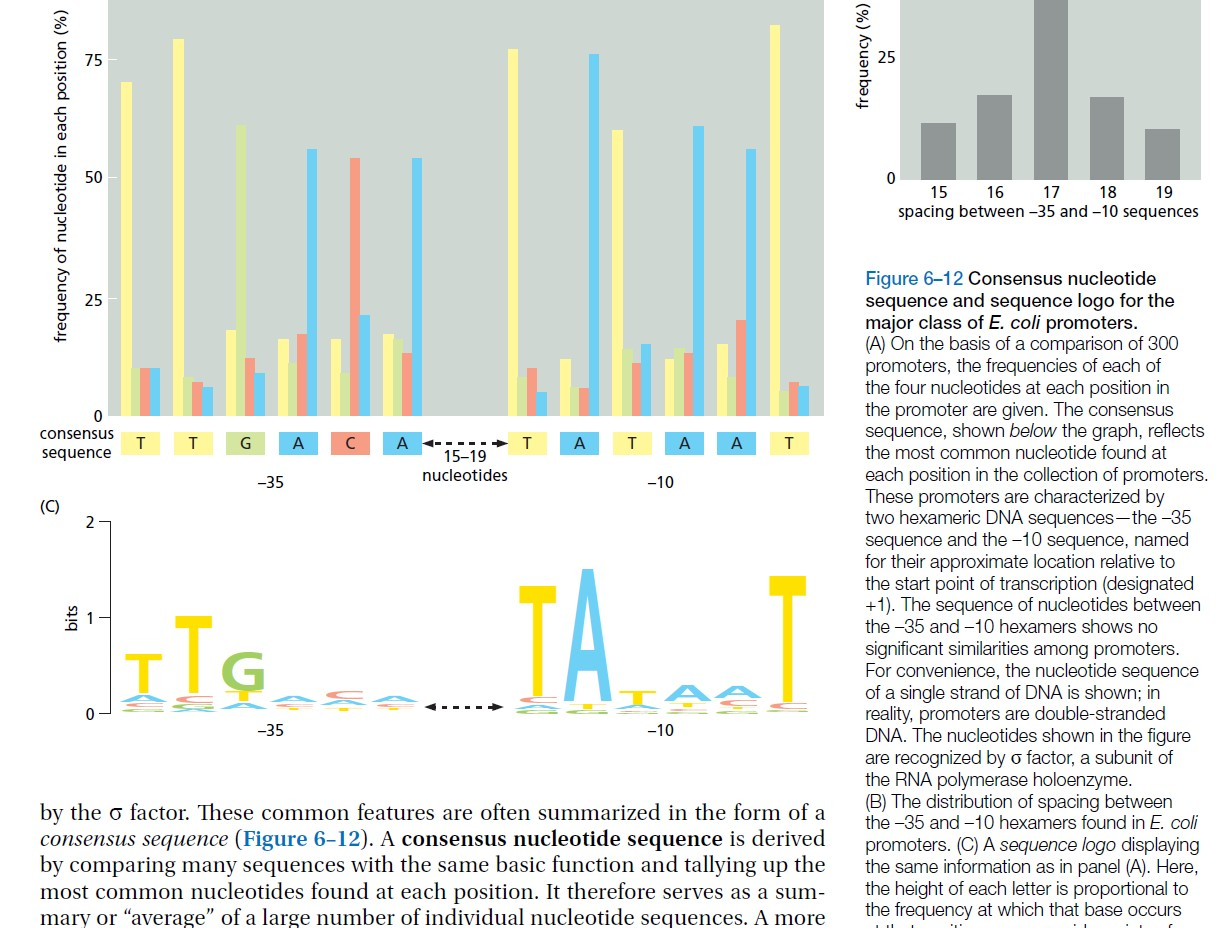 frequency of nucleotide in each position (%)
75
50
25
0
consensus
sequence
T T G A C A T A T A A T
15–19
nucleotides
–35
–10
(C)
2
1
0
bits
T T G A C A T A T A A T
–35
–10
by the σ factor. These common features are often summarized in the form of a
consensus sequence (Figure 6–12). A consensus nucleotide sequence is derived
by comparing many sequences with the same basic function and tallying up the
most common nucleotides found at each position. It therefore serves as a sum-
mary or “average” of a large number of individual nucleotide sequences. A more
frequency (%)
25
0
15 16 17 18 19
spacing between –35 and –10 sequences
Figure 6–12 Consensus nucleotide
sequence and sequence logo for the
major class of E. coli promoters.
(A) On the basis of a comparison of 300
promoters, the frequencies of each of
the four nucleotides at each position in
the promoter are given. The consensus
sequence, shown below the graph, reflects
the most common nucleotide found at
each position in the collection of promoters.
These promoters are characterized by
two hexameric DNA sequences—the –35
sequence and the –10 sequence, named
for their approximate location relative to
the start point of transcription (designated
+1). The sequence of nucleotides between
the –35 and –10 hexamers shows no
significant similarities among promoters.
For convenience, the nucleotide sequence
of a single strand of DNA is shown; in
reality, promoters are double-stranded
DNA. The nucleotides shown in the figure
are recognized by σ factor, a subunit of
the RNA polymerase holoenzyme.
(B) The distribution of spacing between
the –35 and –10 hexamers found in E. coli
promoters. (C) A sequence logo displaying
the same information as in panel (A). Here,
the height of each letter is proportional to
the frequency at which that base occurs